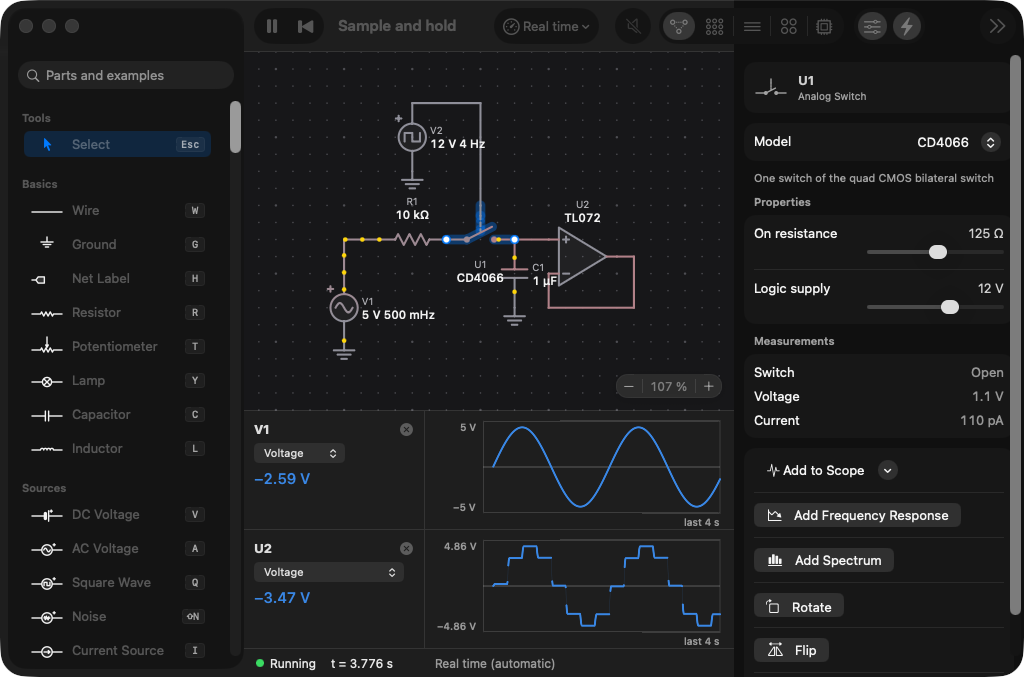 Sample and hold
Real time
Parts and examples
Tools
Select Esc
Basics
Wire W
Ground G
Net Label H
Resistor R
Potentiometer T
Lamp Y
Capacitor C
Inductor L
Sources
DC Voltage V
AC Voltage A
Square Wave Q
Noise ⇧N
Current Source I
V2
12 V 4 Hz
R1
10 kΩ
U2
TL072
U1
CD4066
C1
1 µF
V1
5 V 500 mHz
107 %
V1
Voltage
−2.59 V
5 V
−5 V
last 4 s
U2
Voltage
−3.47 V
4.86 V
−4.86 V
last 4 s
Running t = 3.776 s Real time (automatic)
U1
Analog Switch
Model CD4066
One switch of the quad CMOS bilateral switch
Properties
On resistance 125 Ω
Logic supply 12 V
Measurements
Switch Open
Voltage 1.1 V
Current 110 pA
Add to Scope
Add Frequency Response
Add Spectrum
Rotate
Flip